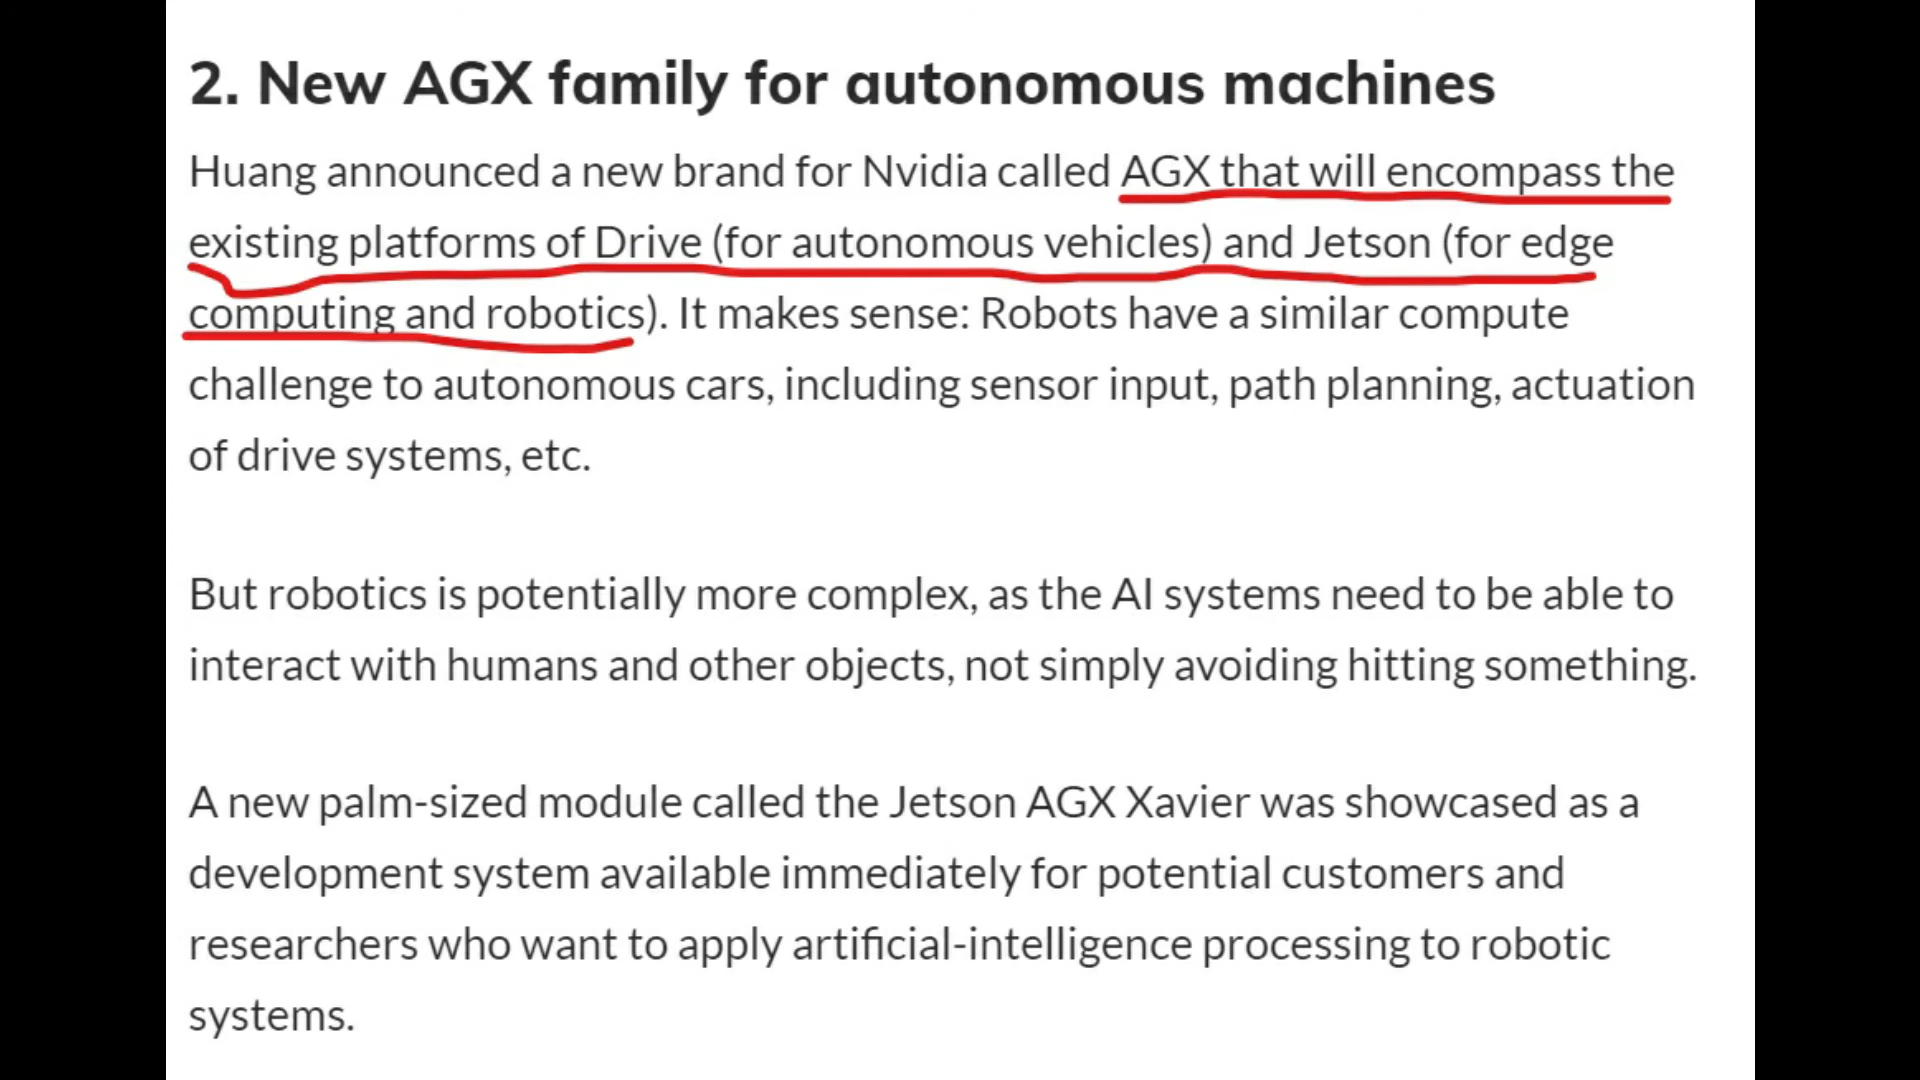 2. New AGX family for autonomous machines
Huang announced a new brand for Nvidia called AGX that will encompass the
existing platforms of Drive (for autonomous vehicles) and Jetson (for edge
computing and robotics). It makes sense: Robots have a similar compute
challenge to autonomous cars, including sensor input, path planning, actuation
of drive systems, etc.
But robotics is potentially more complex, as the AI systems need to be able to
interact with humans and other objects, not simply avoiding hitting something.
A new palm-sized module called the Jetson AGX Xavier was showcased as a
development system available immediately for potential customers and
researchers who want to apply artificial-intelligence processing to robotic
systems.